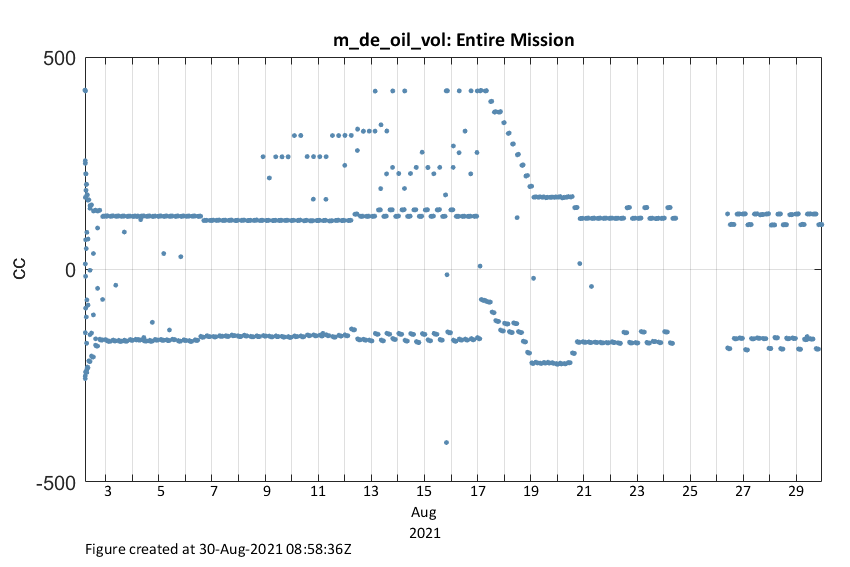 m_de_oil_vol: Entire Mission
500
0
-500
CC
3 5 7 9 11 13 15 17 19 21 23 25 27 29
Aug
2021
Figure created at 30-Aug-2021 08:58:36Z